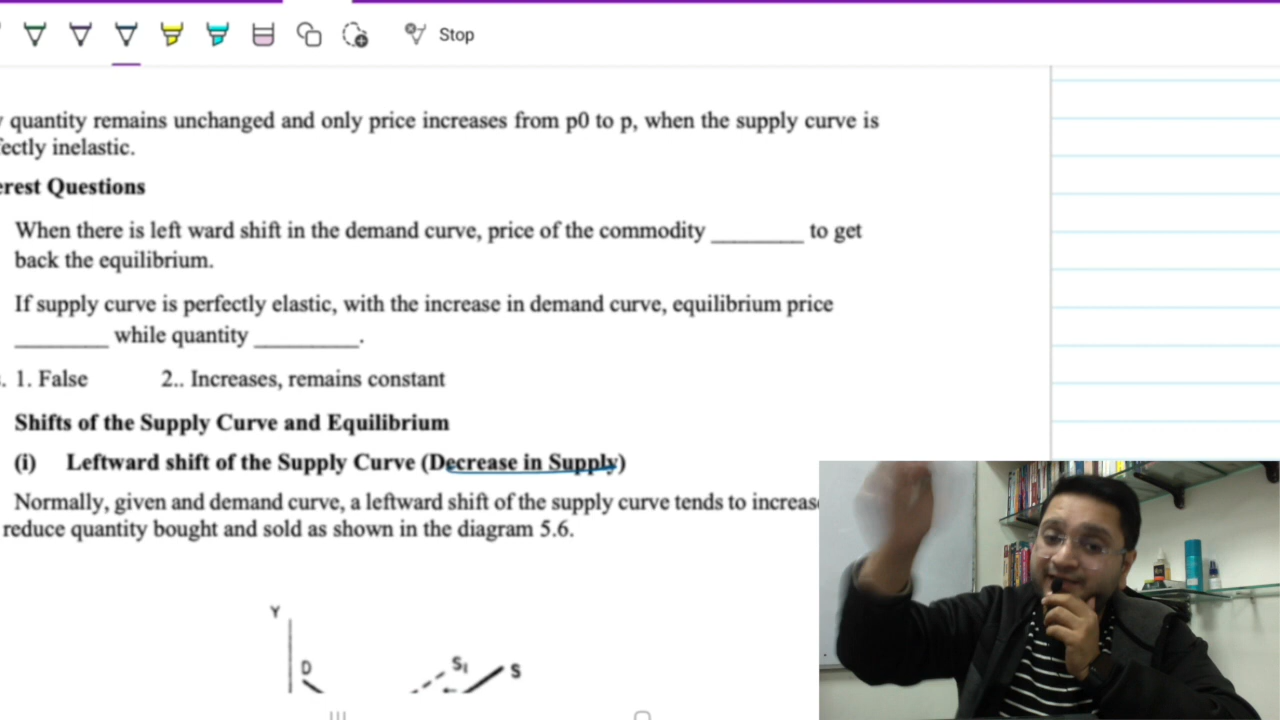 Stop
quantity remains unchanged and only price increases from p0 to p, when the supply curve is
fectly inelastic.
erest Questions
When there is left ward shift in the demand curve, price of the commodity ________ to get
back the equilibrium.
If supply curve is perfectly elastic, with the increase in demand curve, equilibrium price
________ while quantity _________.
. 1. False 2.. Increases, remains constant
Shifts of the Supply Curve and Equilibrium
(i) Leftward shift of the Supply Curve (Decrease in Supply)
Normally, given and demand curve, a leftward shift of the supply curve tends to increas
reduce quantity bought and sold as shown in the diagram 5.6.
Y
D S₁ S